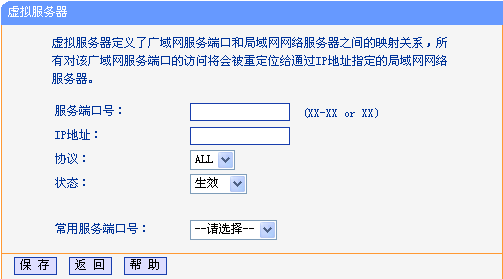 虚拟服务器
虚拟服务器定义了广域网服务端口和局域网网络服务器之间的映射关系，所
有对该广域网服务端口的访问将会被重定位给通过IP地址指定的局域网网络
服务器。
服务端口号： (XX-XX or XX)
IP地址：
协议： ALL
状态： 生效
常用服务端口号： --请选择--
保 存 返 回 帮 助